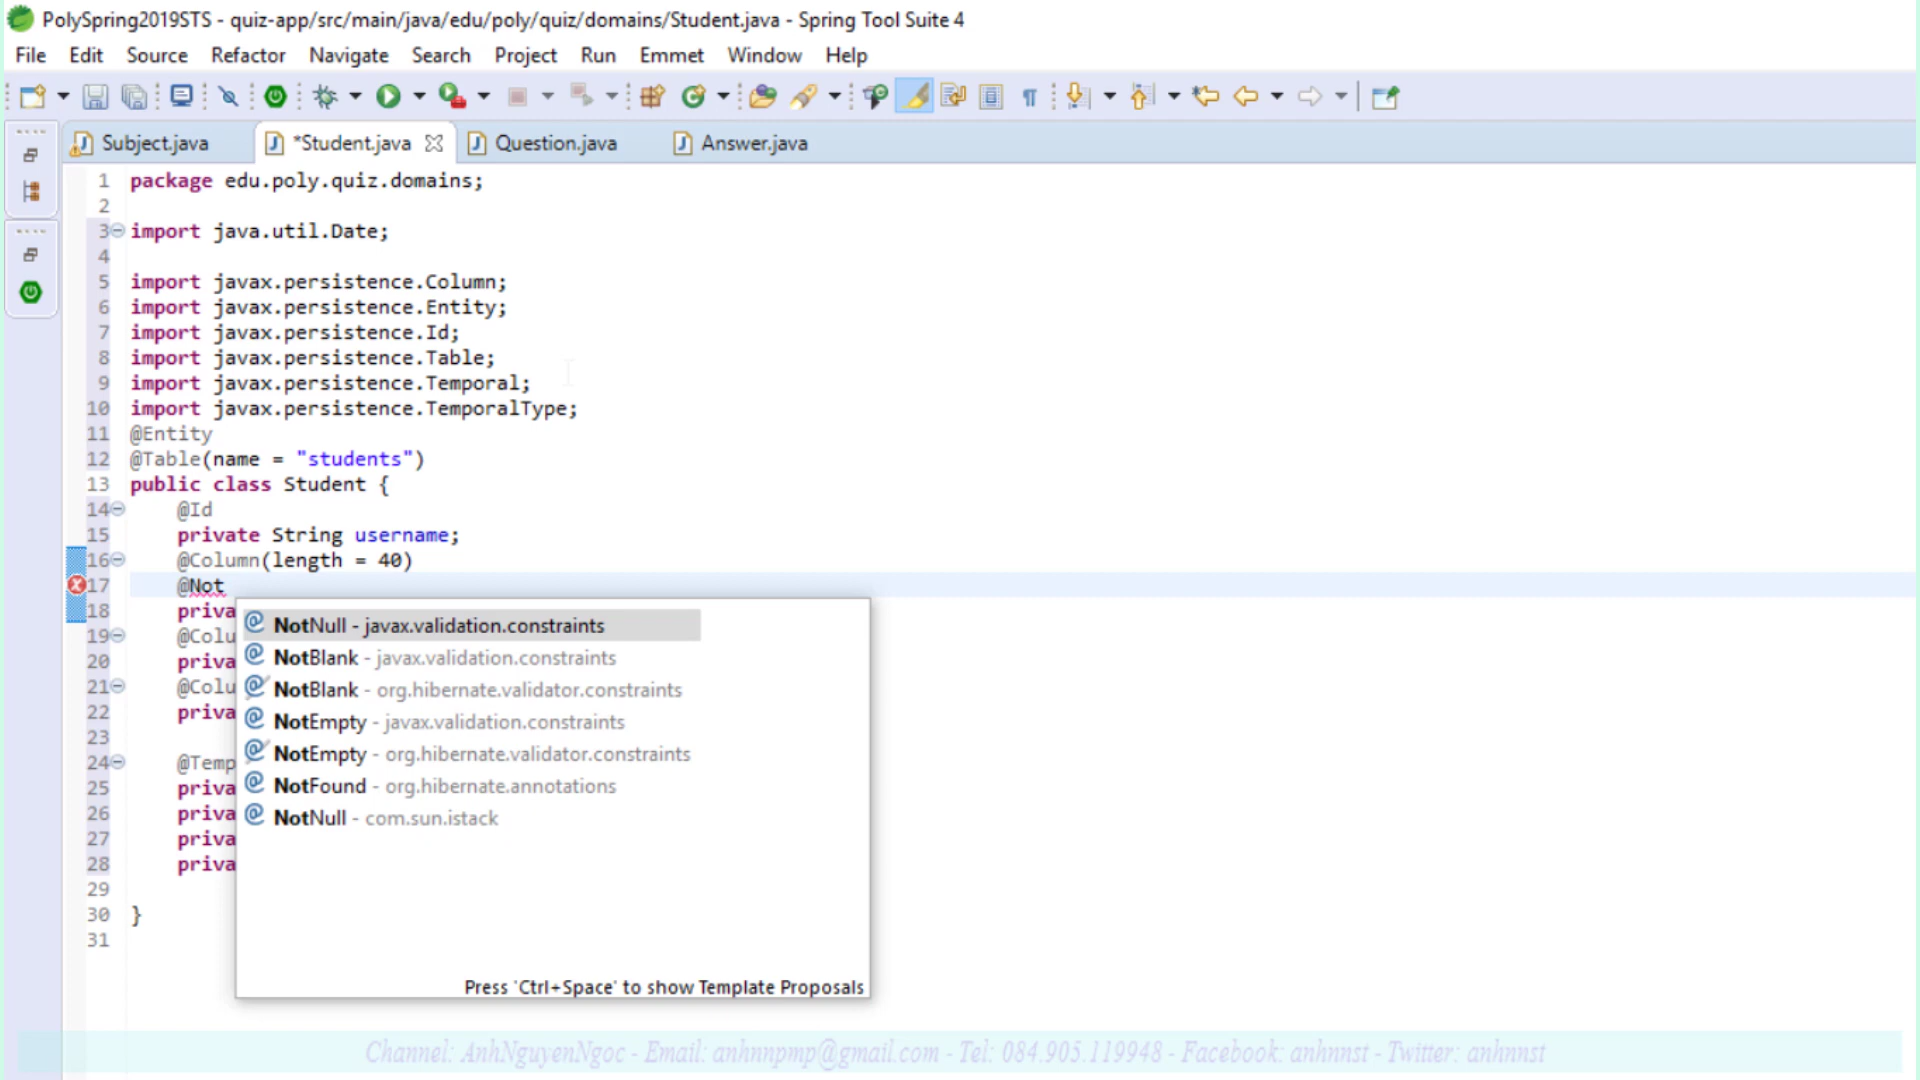 PolySpring2019STS - quiz-app/src/main/java/edu/poly/quiz/domains/Student.java - Spring Tool Suite 4
File Edit Source Refactor Navigate Search Project Run Emmet Window Help
Subject.java *Student.java Question.java Answer.java
1 package edu.poly.quiz.domains;
2
3 import java.util.Date;
4
5 import javax.persistence.Column;
6 import javax.persistence.Entity;
7 import javax.persistence.Id;
8 import javax.persistence.Table;
9 import javax.persistence.Temporal;
10 import javax.persistence.TemporalType;
11 @Entity
12 @Table(name = "students")
13 public class Student {
14 @Id
15 private String username;
16 @Column(length = 40)
17 @Not
18 priva
19 @Colu
20 priva
21 @Colu
22 priva
23
24 @Temp
25 priva
26 priva
27 priva
28 priva
29
30 }
31
NotNull - javax.validation.constraints
NotBlank - javax.validation.constraints
NotBlank - org.hibernate.validator.constraints
NotEmpty - javax.validation.constraints
NotEmpty - org.hibernate.validator.constraints
NotFound - org.hibernate.annotations
NotNull - com.sun.istack
Press 'Ctrl+Space' to show Template Proposals
Channel: AnhNguyenNgoc - Email: anhnnpmp@gmail.com - Tel: 084.905.119948 - Facebook: anhnnst - Twitter: anhnnst